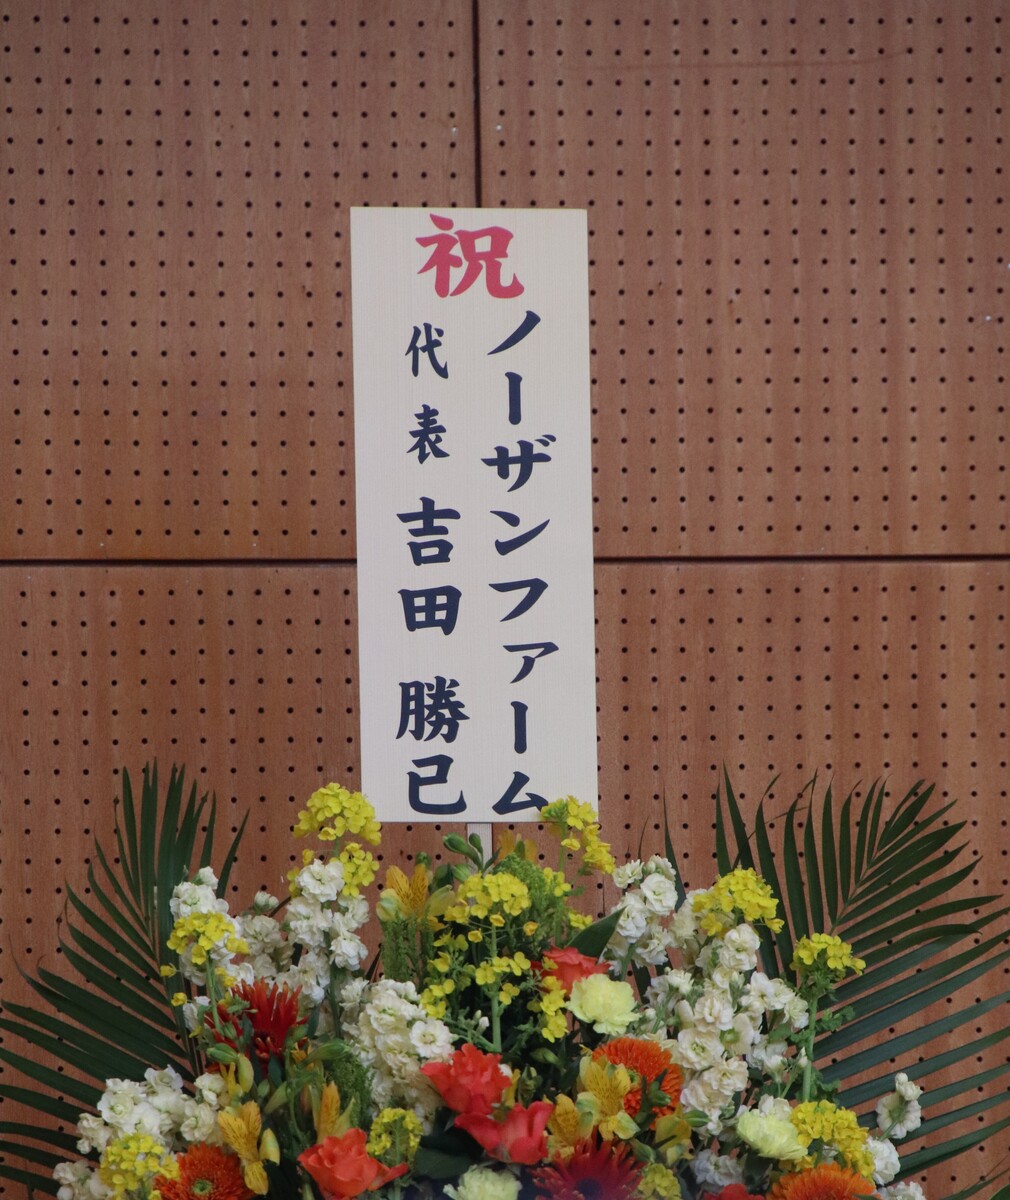 祝
ノーザンファーム
代表 吉田 勝已